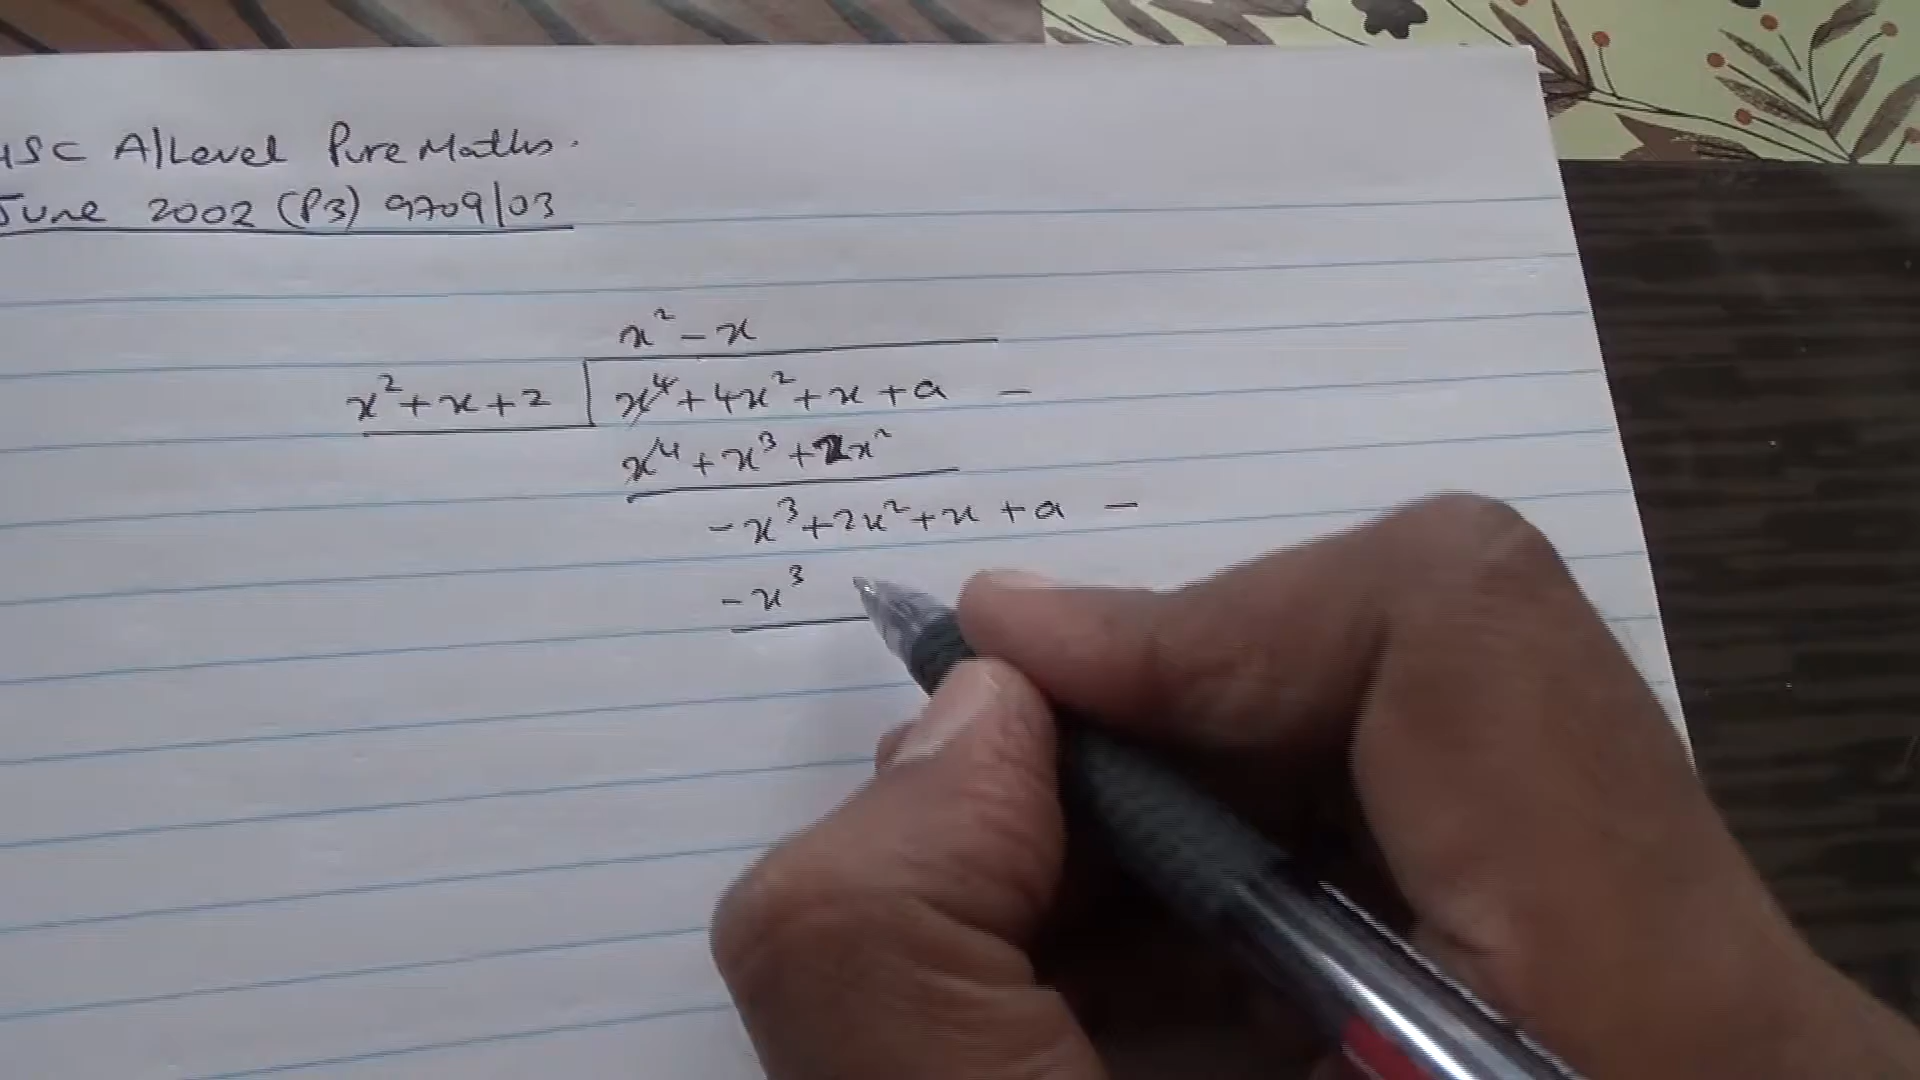 A/Level Pure Maths.
June 2002 (P3) 9709/03
x² - x
x² + x + 2 x⁴ + 4x² + x + a -
x⁴ + x³ + 2x²
- x³ + 2x² + x + a -
- x³